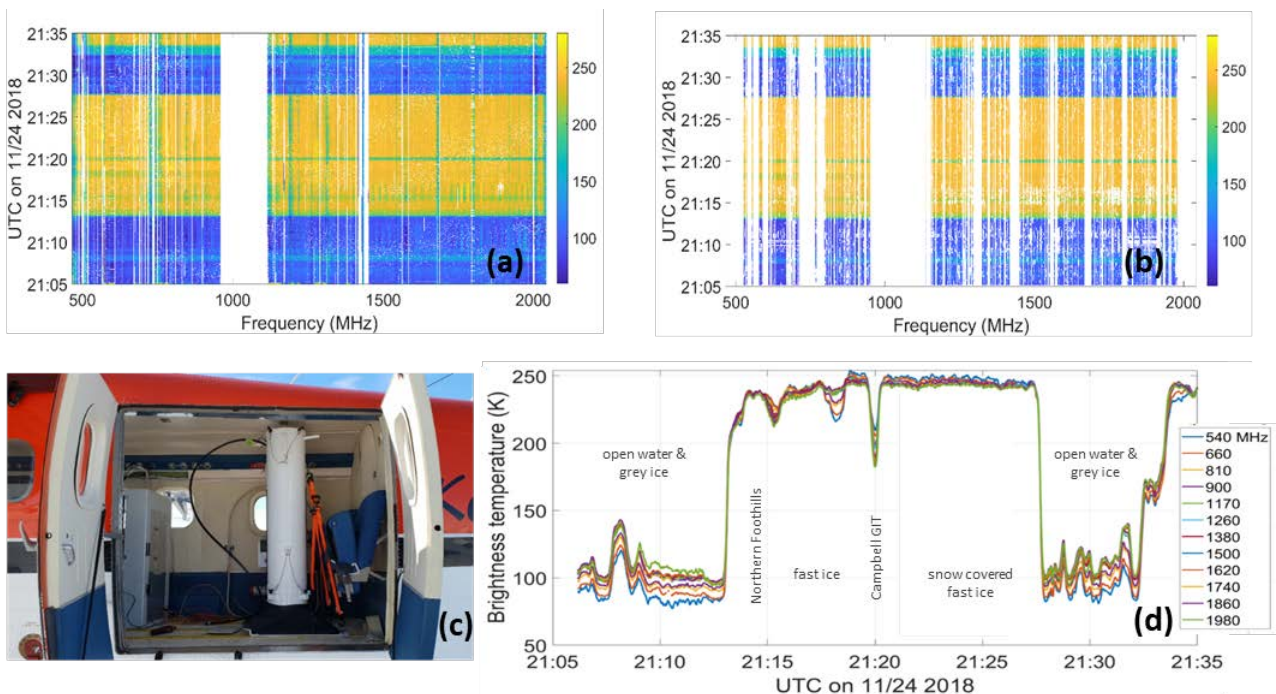 21:35
21:30
21:25
21:20
21:15
21:10
21:05
UTC on 11/24 2018
500
1000
1500
2000
Frequency (MHz)
250
200
150
100
(a)
21:35
21:30
21:25
21:20
21:15
21:10
21:05
UTC on 11/24 2018
500
1000
1500
2000
Frequency (MHz)
250
200
150
100
(b)
(c)
250
200
150
100
50
Brightness temperature (K)
open water &
grey ice
Northern Foothills
fast ice
Campbell GIT
snow covered
fast ice
open water &
grey ice
(d)
540 MHz
660
810
900
1170
1260
1380
1500
1620
1740
1860
1980
21:05
21:10
21:15
21:20
21:25
21:30
21:35
UTC on 11/24 2018